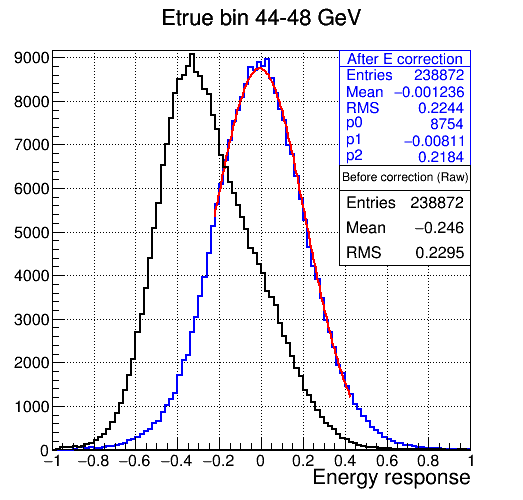 Etrue bin 44-48 GeV
After E correction
Entries 238872
Mean −0.001236
RMS 0.2244
p0 8754
p1 −0.00811
p2 0.2184
Before correction (Raw)
Entries 238872
Mean −0.246
RMS 0.2295
9000
8000
7000
6000
5000
4000
3000
2000
1000
0
−1 −0.8 −0.6 −0.4 −0.2 0 0.2 0.4 0.6 0.8 1
Energy response